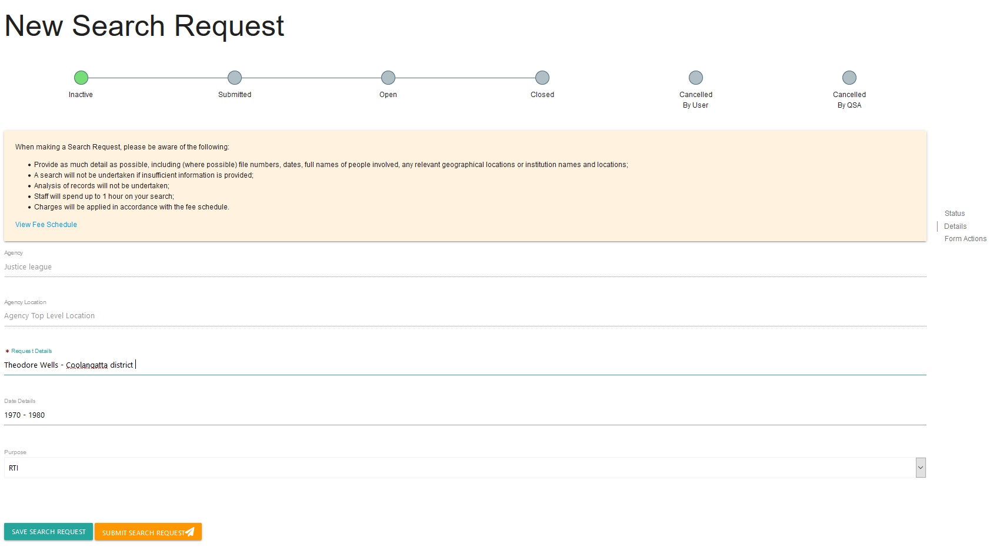 New Search Request
Inactive
Submitted
Open
Closed
Cancelled
By User
Cancelled
By QSA
When making a Search Request, please be aware of the following:
• Provide as much detail as possible, including (where possible) file numbers, dates, full names of people involved, any relevant geographical locations or institution names and locations;
• A search will not be undertaken if insufficient information is provided;
• Analysis of records will not be undertaken;
• Staff will spend up to 1 hour on your search;
• Charges will be applied in accordance with the fee schedule.
View Fee Schedule
Status
Details
Form Actions
Agency
Justice league
Agency Location
Agency Top Level Location
* Request Details
Theodore Wells - Coolangatta district
Date Details
1970 - 1980
Purpose
RTI
SAVE SEARCH REQUEST
SUBMIT SEARCH REQUEST